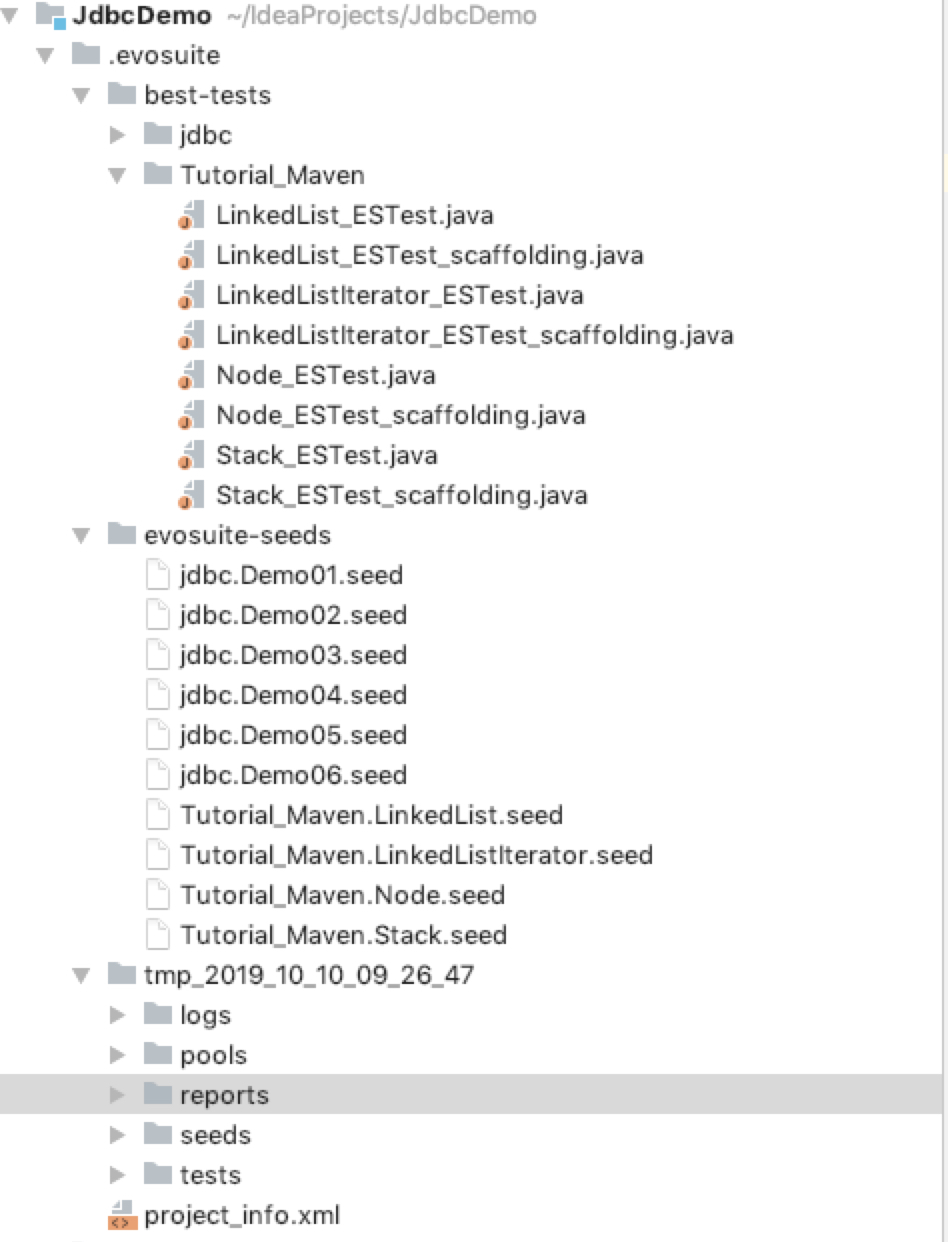 JdbcDemo ~/IdeaProjects/JdbcDemo
.evosuite
best-tests
jdbc
Tutorial_Maven
LinkedList_ESTest.java
LinkedList_ESTest_scaffolding.java
LinkedListIterator_ESTest.java
LinkedListIterator_ESTest_scaffolding.java
Node_ESTest.java
Node_ESTest_scaffolding.java
Stack_ESTest.java
Stack_ESTest_scaffolding.java
evosuite-seeds
jdbc.Demo01.seed
jdbc.Demo02.seed
jdbc.Demo03.seed
jdbc.Demo04.seed
jdbc.Demo05.seed
jdbc.Demo06.seed
Tutorial_Maven.LinkedList.seed
Tutorial_Maven.LinkedListIterator.seed
Tutorial_Maven.Node.seed
Tutorial_Maven.Stack.seed
tmp_2019_10_10_09_26_47
logs
pools
reports
seeds
tests
project_info.xml